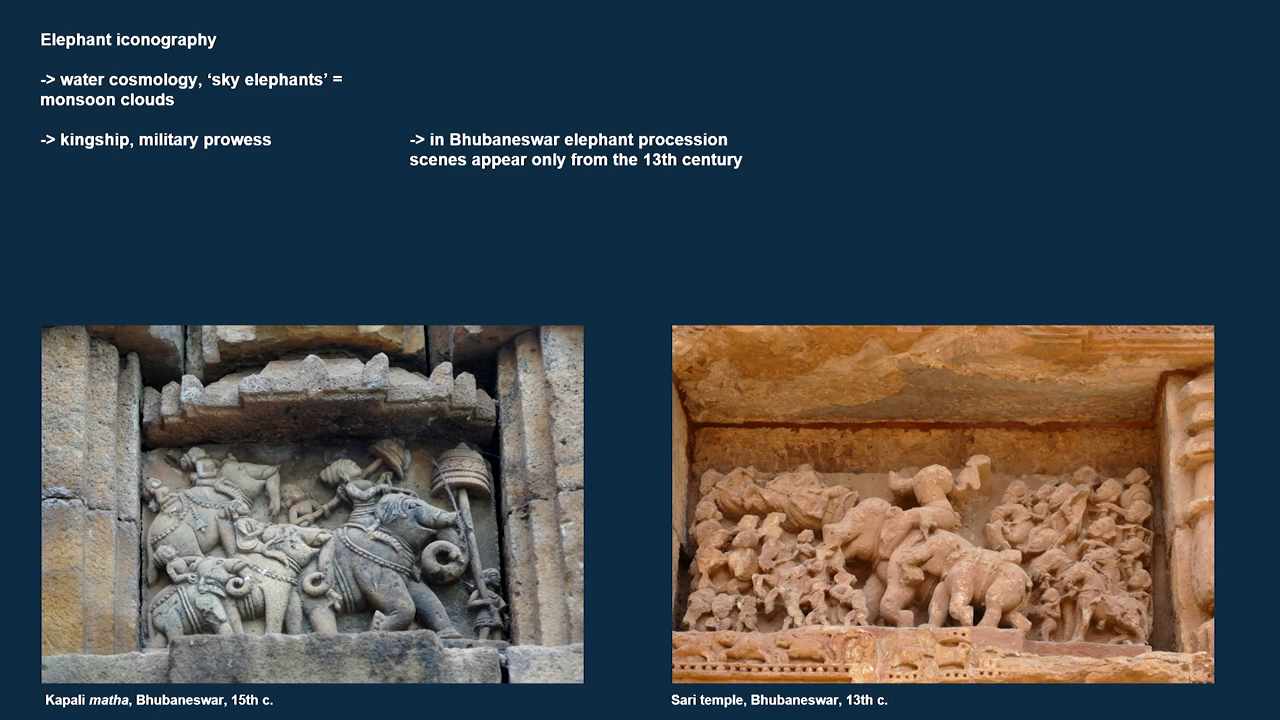 Elephant iconography
-> water cosmology, ‘sky elephants’ =
monsoon clouds
-> kingship, military prowess
-> in Bhubaneswar elephant procession
scenes appear only from the 13th century
Kapali matha, Bhubaneswar, 15th c.
Sari temple, Bhubaneswar, 13th c.